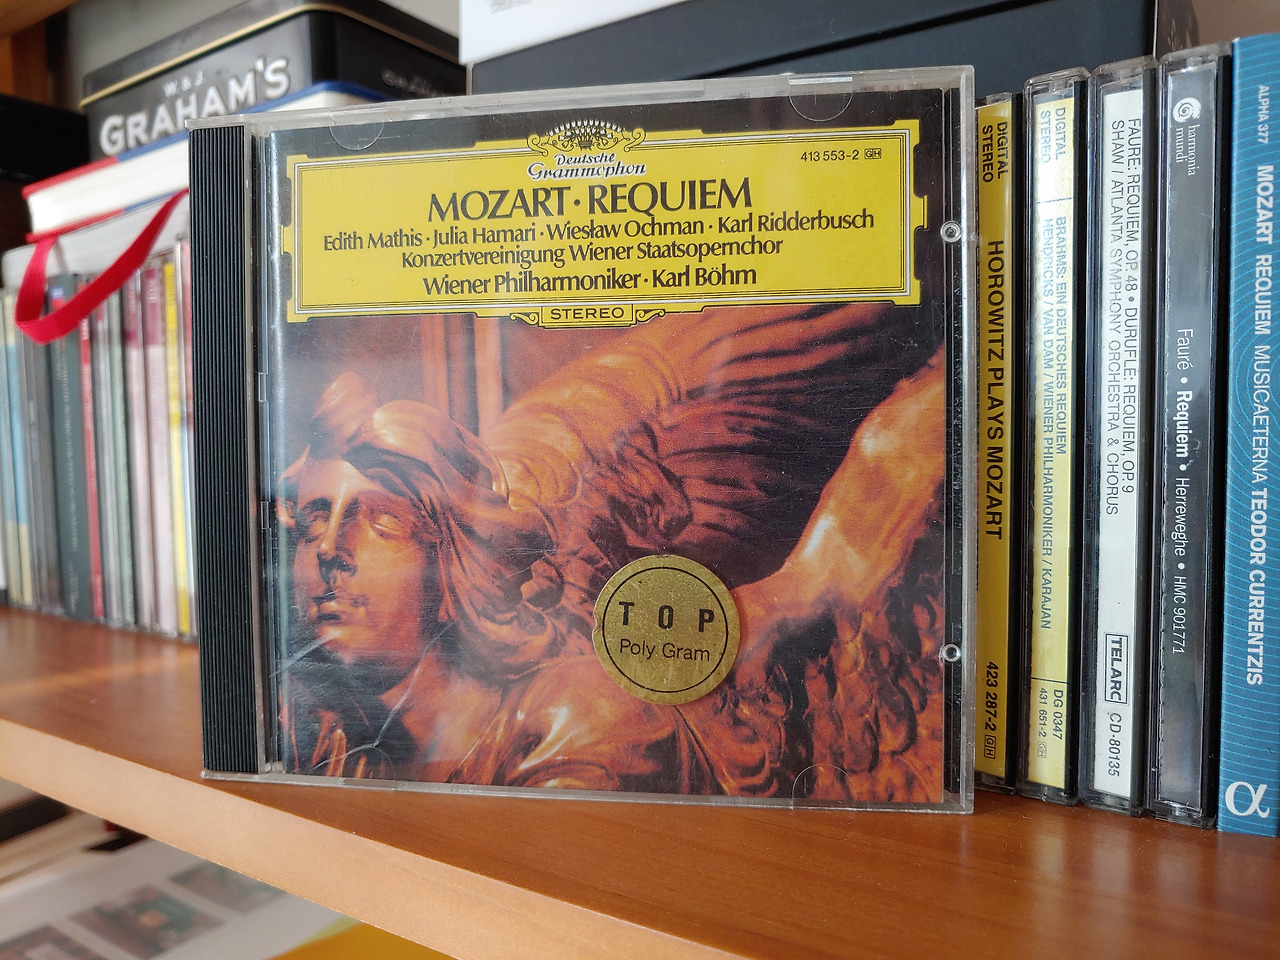 W. & J.
GRAHAM'S
Deutsche
Grammophon
413 553-2 GH
MOZART · REQUIEM
Edith Mathis · Julia Hamari · Wiesław Ochman · Karl Ridderbusch
Konzertvereinigung Wiener Staatsopernchor
Wiener Philharmoniker · Karl Böhm
STEREO
TOP
Poly Gram
DIGITAL
STEREO
HOROWITZ PLAYS MOZART
423 287-2 GH
DIGITAL
STEREO
BRAHMS: EIN DEUTSCHES REQUIEM
HENDRICKS / VAN DAM / WIENER PHILHARMONIKER / KARAJAN
DG 0347
431 651-2 GH
FAURÉ: REQUIEM, OP. 48 • DURUFLÉ: REQUIEM, OP. 9
SHAW / ATLANTA SYMPHONY ORCHESTRA & CHORUS
TELARC CD-80135
harmonia
mundi
Fauré • Requiem • Herreweghe • HMC 901771
ALPHA 377 MOZART REQUIEM MUSICAETERNA TEODOR CURRENTZIS
α